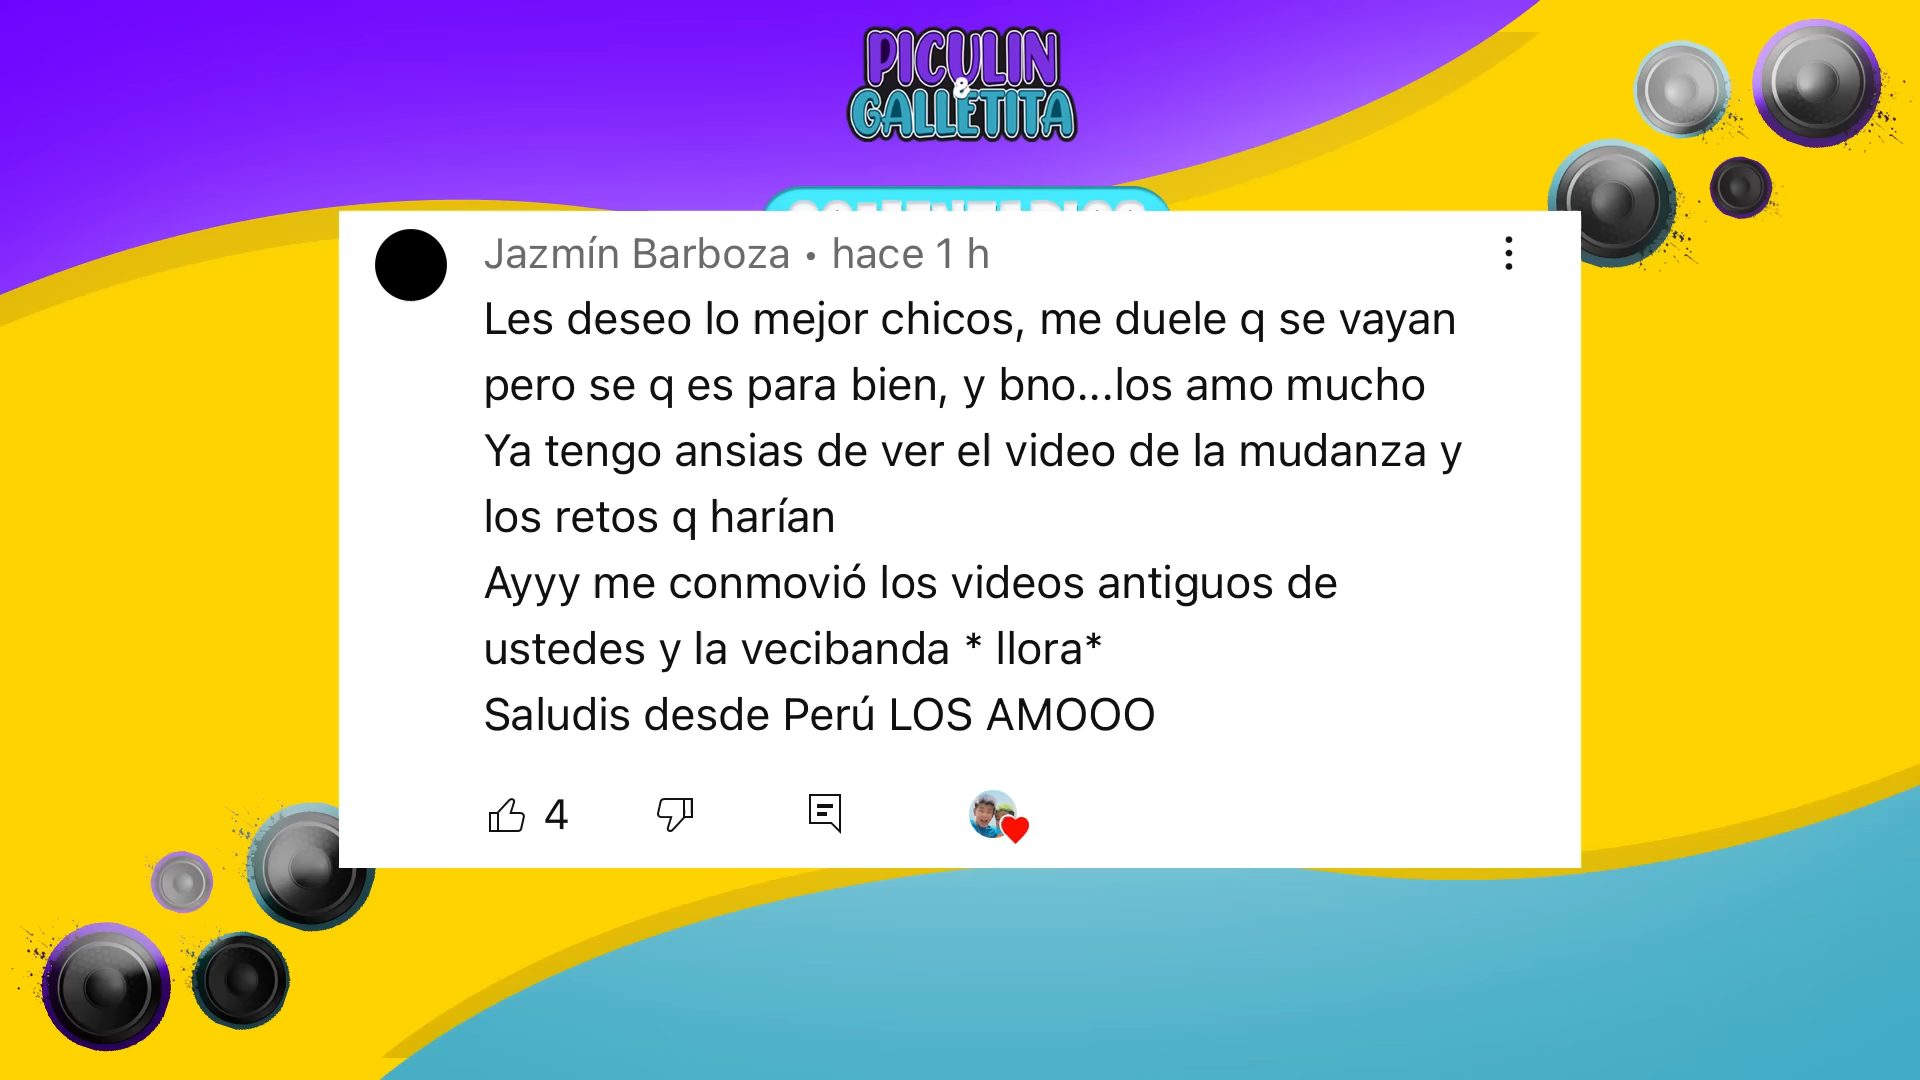 PICULIN
&
GALLETITA
COMENTARIOS
Jazmín Barboza • hace 1 h
Les deseo lo mejor chicos, me duele q se vayan
pero se q es para bien, y bno...los amo mucho
Ya tengo ansias de ver el video de la mudanza y
los retos q harían
Ayyy me conmovió los videos antiguos de
ustedes y la vecibanda * llora*
Saludis desde Perú LOS AMOOO
4